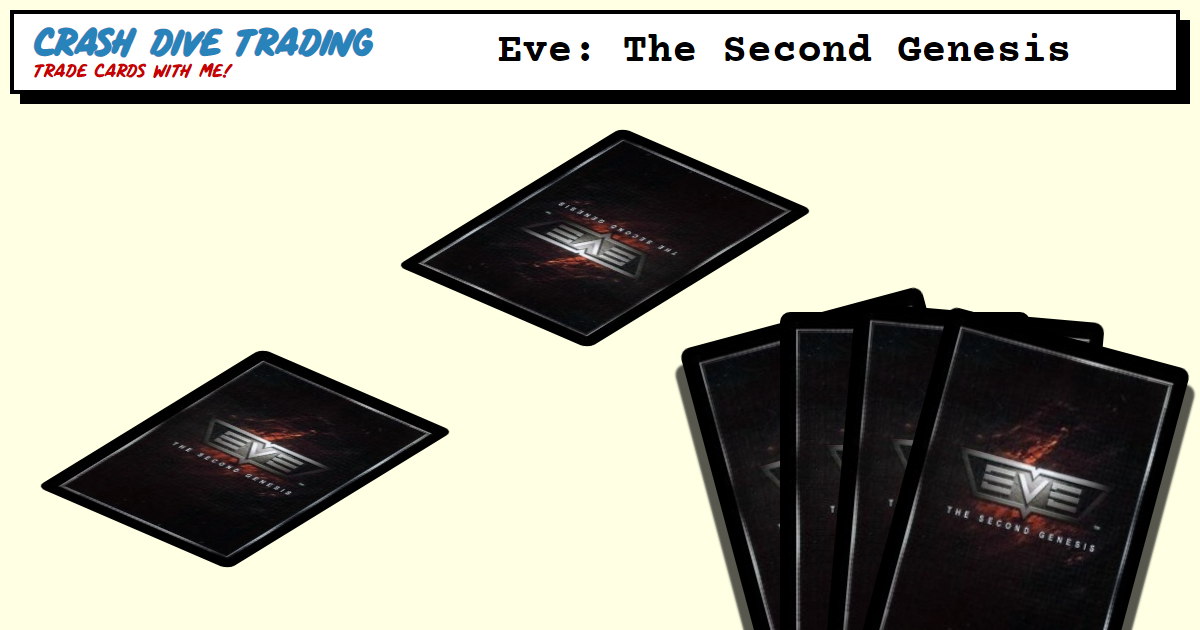 CRASH DIVE TRADING
TRADE CARDS WITH ME!
Eve: The Second Genesis
EVE
THE SECOND GENESIS
EVE
THE SECOND GENESIS
EVE
THE SECOND GENESIS